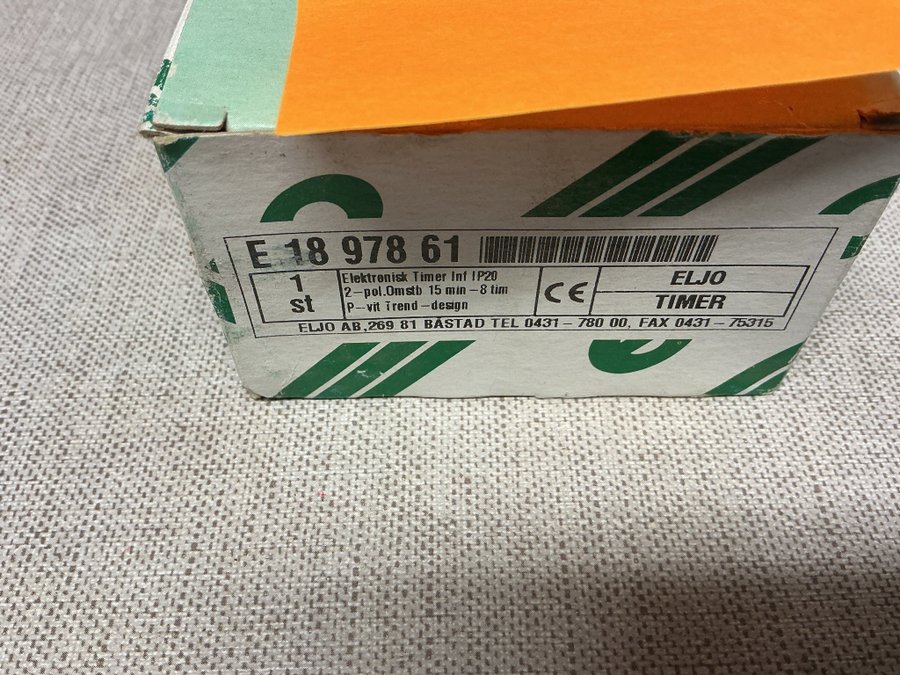 E 18 978 61
1
st
Elektronisk Timer Inf IP20
2-pol.Omstb 15 min-8 tim
P-vit Trend-design
CE
ELJO
TIMER
ELJO AB,269 81 BÅSTAD TEL 0431-780 00, FAX 0431-75315